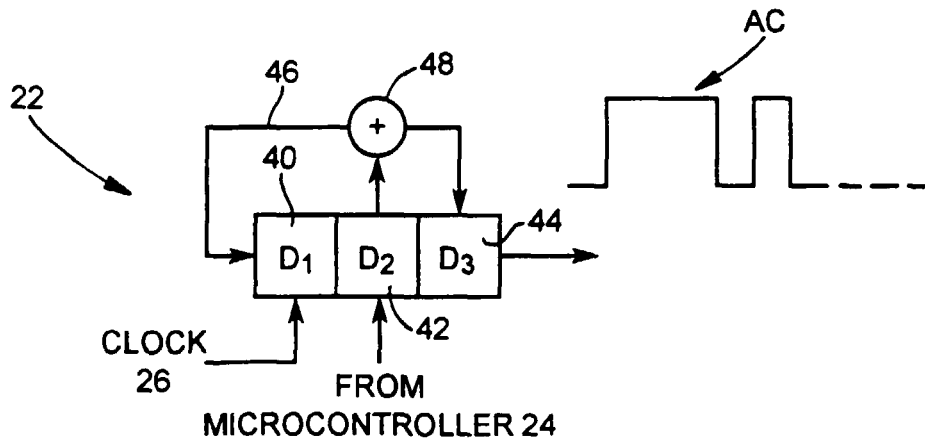 AC
48
46
22
+
40
44
D1 D2 D3
42
CLOCK
26
FROM
MICROCONTROLLER 24